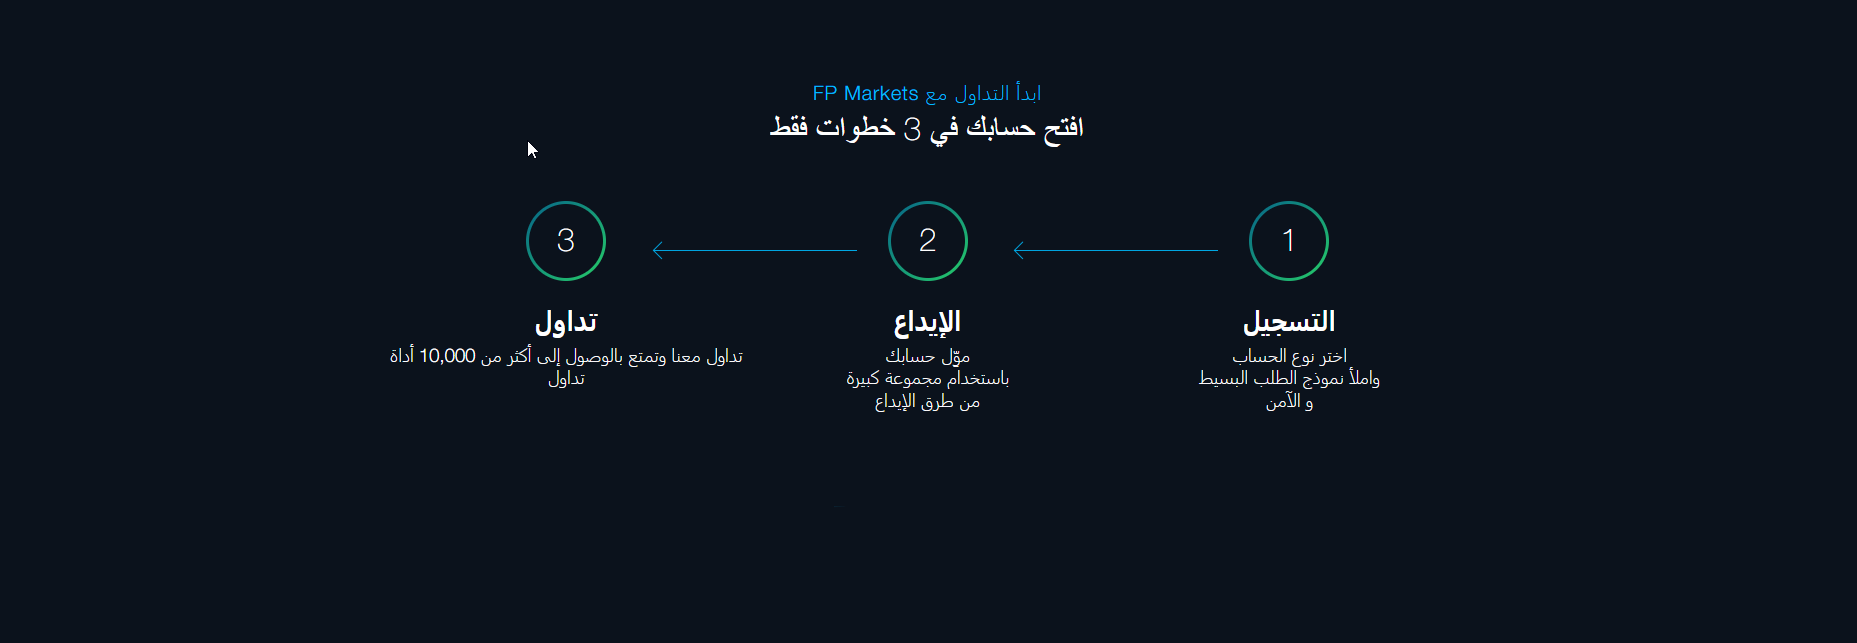 ابدأ التداول مع FP Markets
افتح حسابك في 3 خطوات فقط
1
التسجيل
اختر نوع الحساب
واملأ نموذج الطلب البسيط
و الآمن
2
الإيداع
موّل حسابك
باستخدام مجموعة كبيرة
من طرق الإيداع
3
تداول
تداول معنا وتمتع بالوصول إلى أكثر من 10,000 أداة
تداول